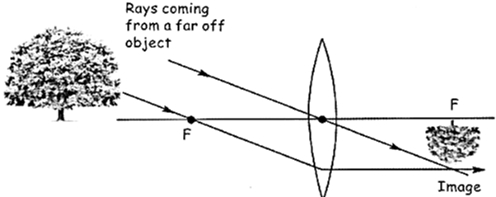 Rays coming
from a far off
object
F
F
Image